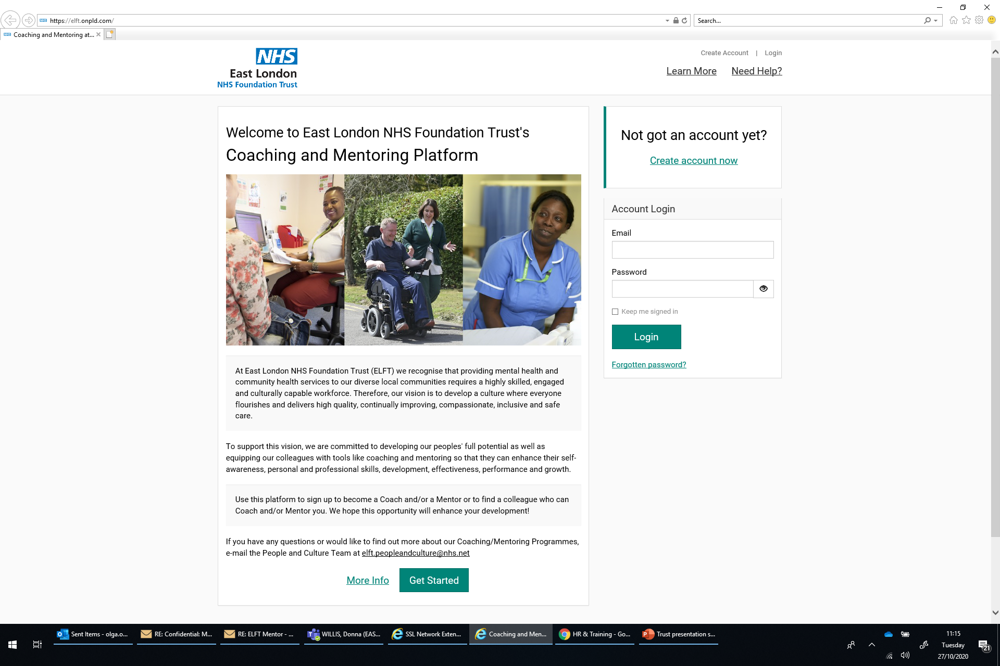 https://elft.onpld.com/
Search...
Coaching and Mentoring at...
NHS
East London
NHS Foundation Trust
Create Account | Login
Learn More Need Help?
Welcome to East London NHS Foundation Trust's
Coaching and Mentoring Platform
At East London NHS Foundation Trust (ELFT) we recognise that providing mental health and
community health services to our diverse local communities requires a highly skilled, engaged
and culturally capable workforce. Therefore, our vision is to develop a culture where everyone
flourishes and delivers high quality, continually improving, compassionate, inclusive and safe
care.
To support this vision, we are committed to developing our peoples' full potential as well as
equipping our colleagues with tools like coaching and mentoring so that they can enhance their self-
awareness, personal and professional skills, development, effectiveness, performance and growth.
Use this platform to sign up to become a Coach and/or a Mentor or to find a colleague who can
Coach and/or Mentor you. We hope this opportunity will enhance your development!
If you have any questions or would like to find out more about our Coaching/Mentoring Programmes,
e-mail the People and Culture Team at elft.peopleandculture@nhs.net
More Info Get Started
Not got an account yet?
Create account now
Account Login
Email
Password
Keep me signed in
Login
Forgotten password?
Sent Items - olga.o...
RE: Confidential: M...
RE: ELFT Mentor - ...
WILLIS, Donna (EAS...
SSL Network Exten...
Coaching and Men...
HR & Training - Go...
Trust presentation s...
11:15
Tuesday
27/10/2020
21